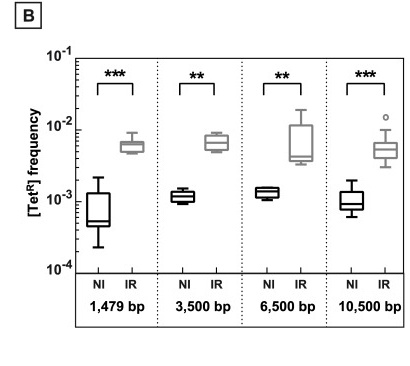 B
10⁻¹
*** ** ** ***
10⁻²
10⁻³
10⁻⁴
[Tetᴿ] frequency
NI IR NI IR NI IR NI IR
1,479 bp 3,500 bp 6,500 bp 10,500 bp